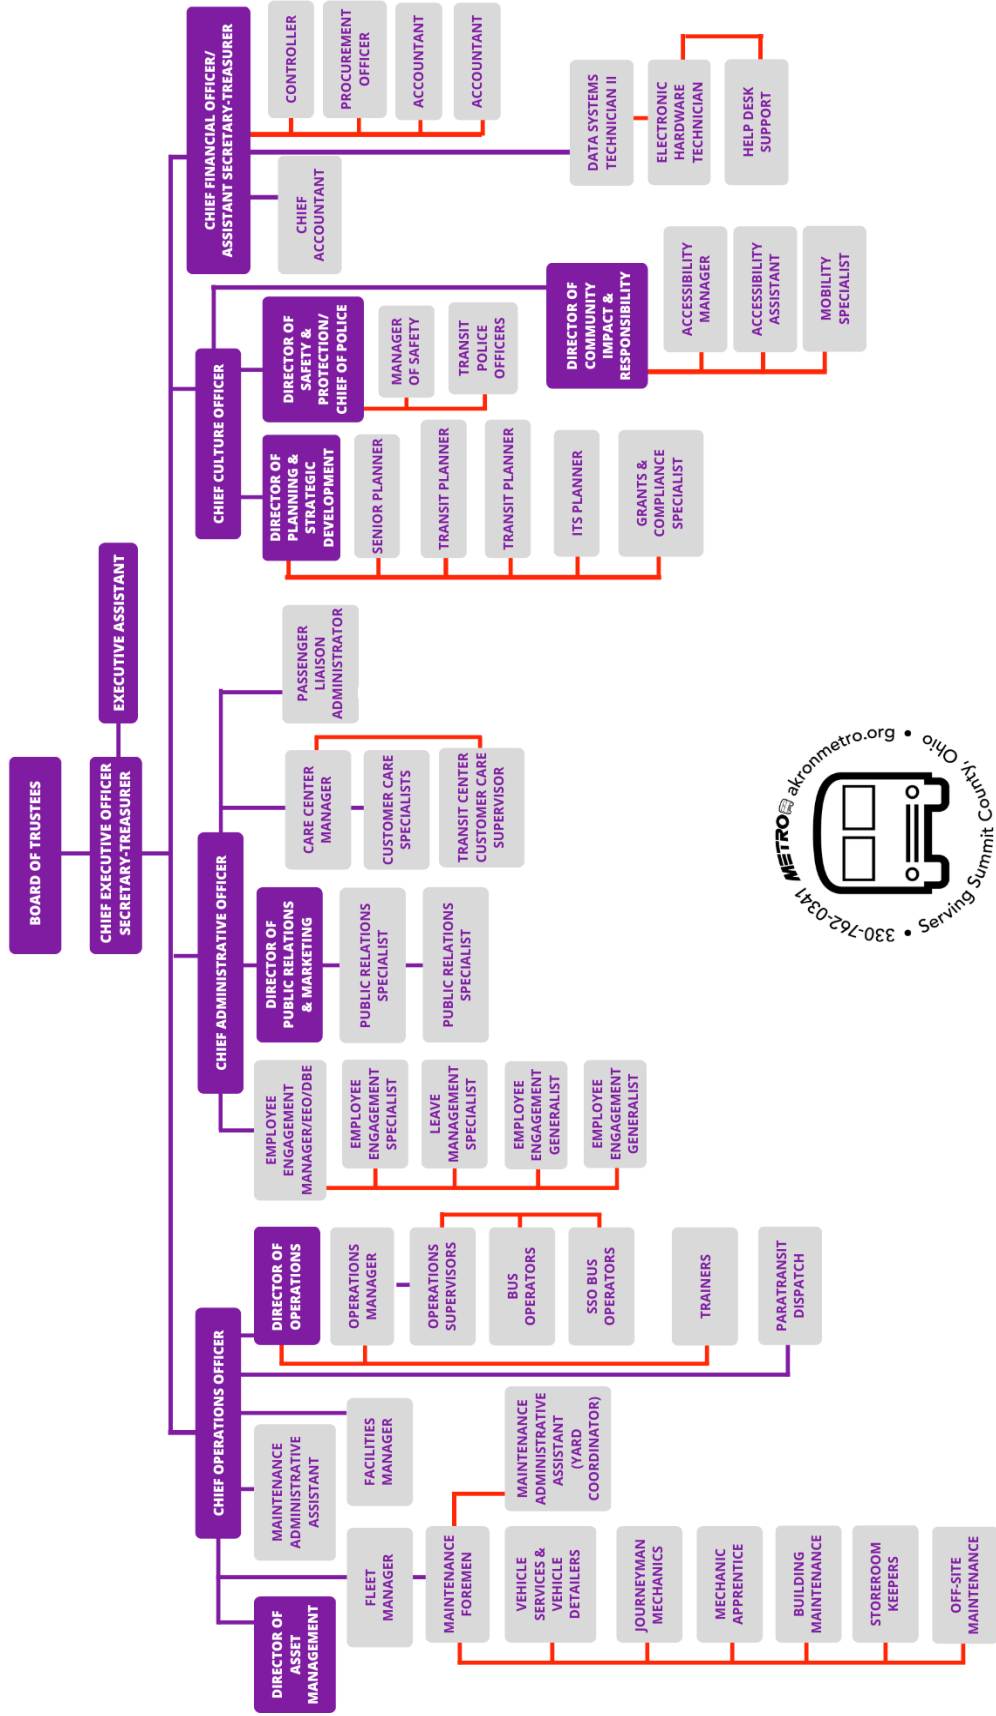 BOARD OF TRUSTEES
CHIEF EXECUTIVE OFFICER
SECRETARY-TREASURER
EXECUTIVE ASSISTANT
CHIEF OPERATIONS OFFICER
DIRECTOR OF
ASSET
MANAGEMENT
FLEET
MANAGER
MAINTENANCE
FOREMEN
VEHICLE
SERVICES &
VEHICLE
DETAILERS
JOURNEYMAN
MECHANICS
MECHANIC
APPRENTICE
BUILDING
MAINTENANCE
STOREROOM
KEEPERS
OFF-SITE
MAINTENANCE
MAINTENANCE
ADMINISTRATIVE
ASSISTANT
(YARD
COORDINATOR)
MAINTENANCE
ADMINISTRATIVE
ASSISTANT
FACILITIES
MANAGER
DIRECTOR OF
OPERATIONS
OPERATIONS
MANAGER
OPERATIONS
SUPERVISORS
BUS
OPERATORS
SSO BUS
OPERATORS
TRAINERS
PARATRANSIT
DISPATCH
CHIEF ADMINISTRATIVE OFFICER
EMPLOYEE
ENGAGEMENT
MANAGER/EEO/DBE
EMPLOYEE
ENGAGEMENT
SPECIALIST
LEAVE
MANAGEMENT
SPECIALIST
EMPLOYEE
ENGAGEMENT
GENERALIST
EMPLOYEE
ENGAGEMENT
GENERALIST
DIRECTOR OF
PUBLIC RELATIONS
& MARKETING
PUBLIC RELATIONS
SPECIALIST
PUBLIC RELATIONS
SPECIALIST
CARE CENTER
MANAGER
CUSTOMER CARE
SPECIALISTS
TRANSIT CENTER
CUSTOMER CARE
SUPERVISOR
PASSENGER
LIAISON
ADMINISTRATOR
CHIEF CULTURE OFFICER
DIRECTOR OF
PLANNING &
STRATEGIC
DEVELOPMENT
SENIOR PLANNER
TRANSIT PLANNER
TRANSIT PLANNER
ITS PLANNER
GRANTS &
COMPLIANCE
SPECIALIST
DIRECTOR OF
SAFETY &
PROTECTION/
CHIEF OF POLICE
MANAGER
OF SAFETY
TRANSIT
POLICE
OFFICERS
DIRECTOR OF
COMMUNITY
IMPACT &
RESPONSIBILITY
ACCESSIBILITY
MANAGER
ACCESSIBILITY
ASSISTANT
MOBILITY
SPECIALIST
CHIEF FINANCIAL OFFICER/
ASSISTANT SECRETARY-TREASURER
CHIEF
ACCOUNTANT
CONTROLLER
PROCUREMENT
OFFICER
ACCOUNTANT
ACCOUNTANT
DATA SYSTEMS
TECHNICIAN II
ELECTRONIC
HARDWARE
TECHNICIAN
HELP DESK
SUPPORT
330-762-0341 METRO akronmetro.org •
• Serving Summit County, Ohio